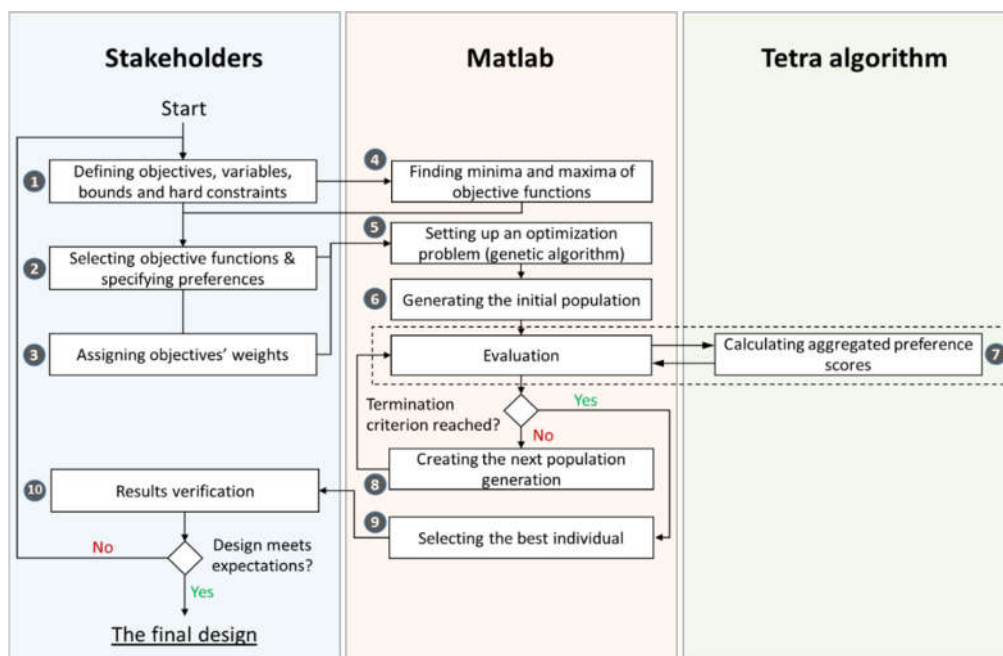 Stakeholders
Matlab
Tetra algorithm
Start
1
Defining objectives, variables,
bounds and hard constraints
4
Finding minima and maxima of
objective functions
2
Selecting objective functions &
specifying preferences
5
Setting up an optimization
problem (genetic algorithm)
6
Generating the initial population
3
Assigning objectives' weights
Evaluation
Calculating aggregated preference
scores
7
Termination
criterion reached?
Yes
No
8
Creating the next population
generation
9
Selecting the best individual
10
Results verification
No
Design meets
expectations?
Yes
The final design